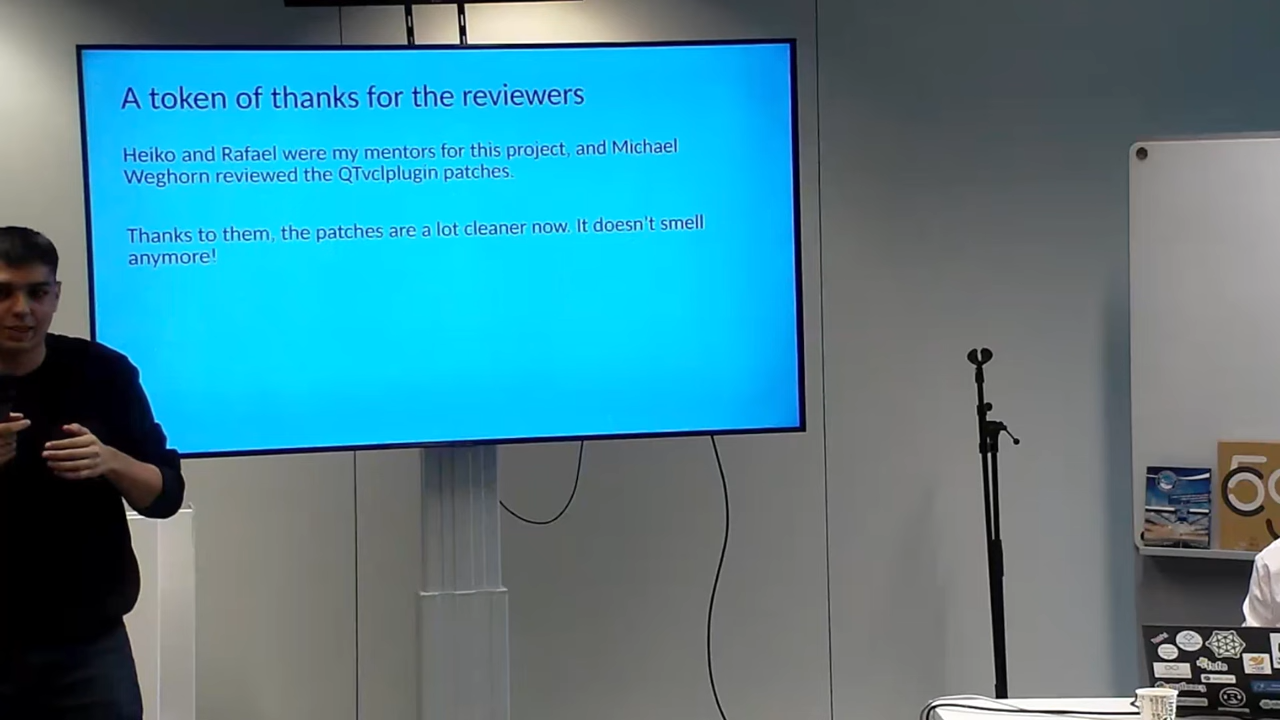 A token of thanks for the reviewers
Heiko and Rafael were my mentors for this project, and Michael
Weghorn reviewed the QTvclplugin patches.
Thanks to them, the patches are a lot cleaner now. It doesn't smell
anymore!